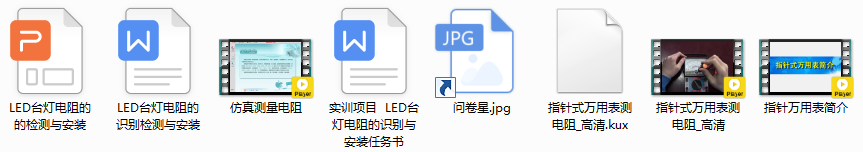 P
W
W
JPG
Player
Player
指针式万用表简介
Player
LED台灯电阻的
的检测与安装
LED台灯电阻的
识别检测与安装
仿真测量电阻
实训项目 LED台
灯电阻的识别与
安装任务书
问卷星.jpg
指针式万用表测
电阻_高清.kux
指针式万用表测
电阻_高清
指针万用表简介